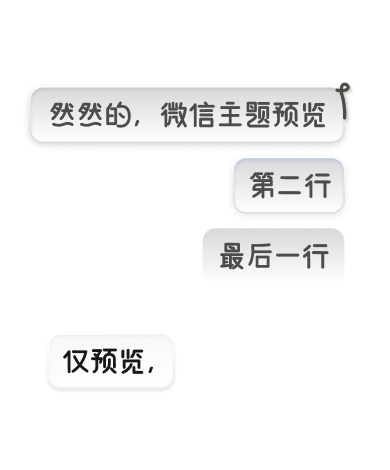 然然的，微信主题预览
第二行
最后一行
仅预览，